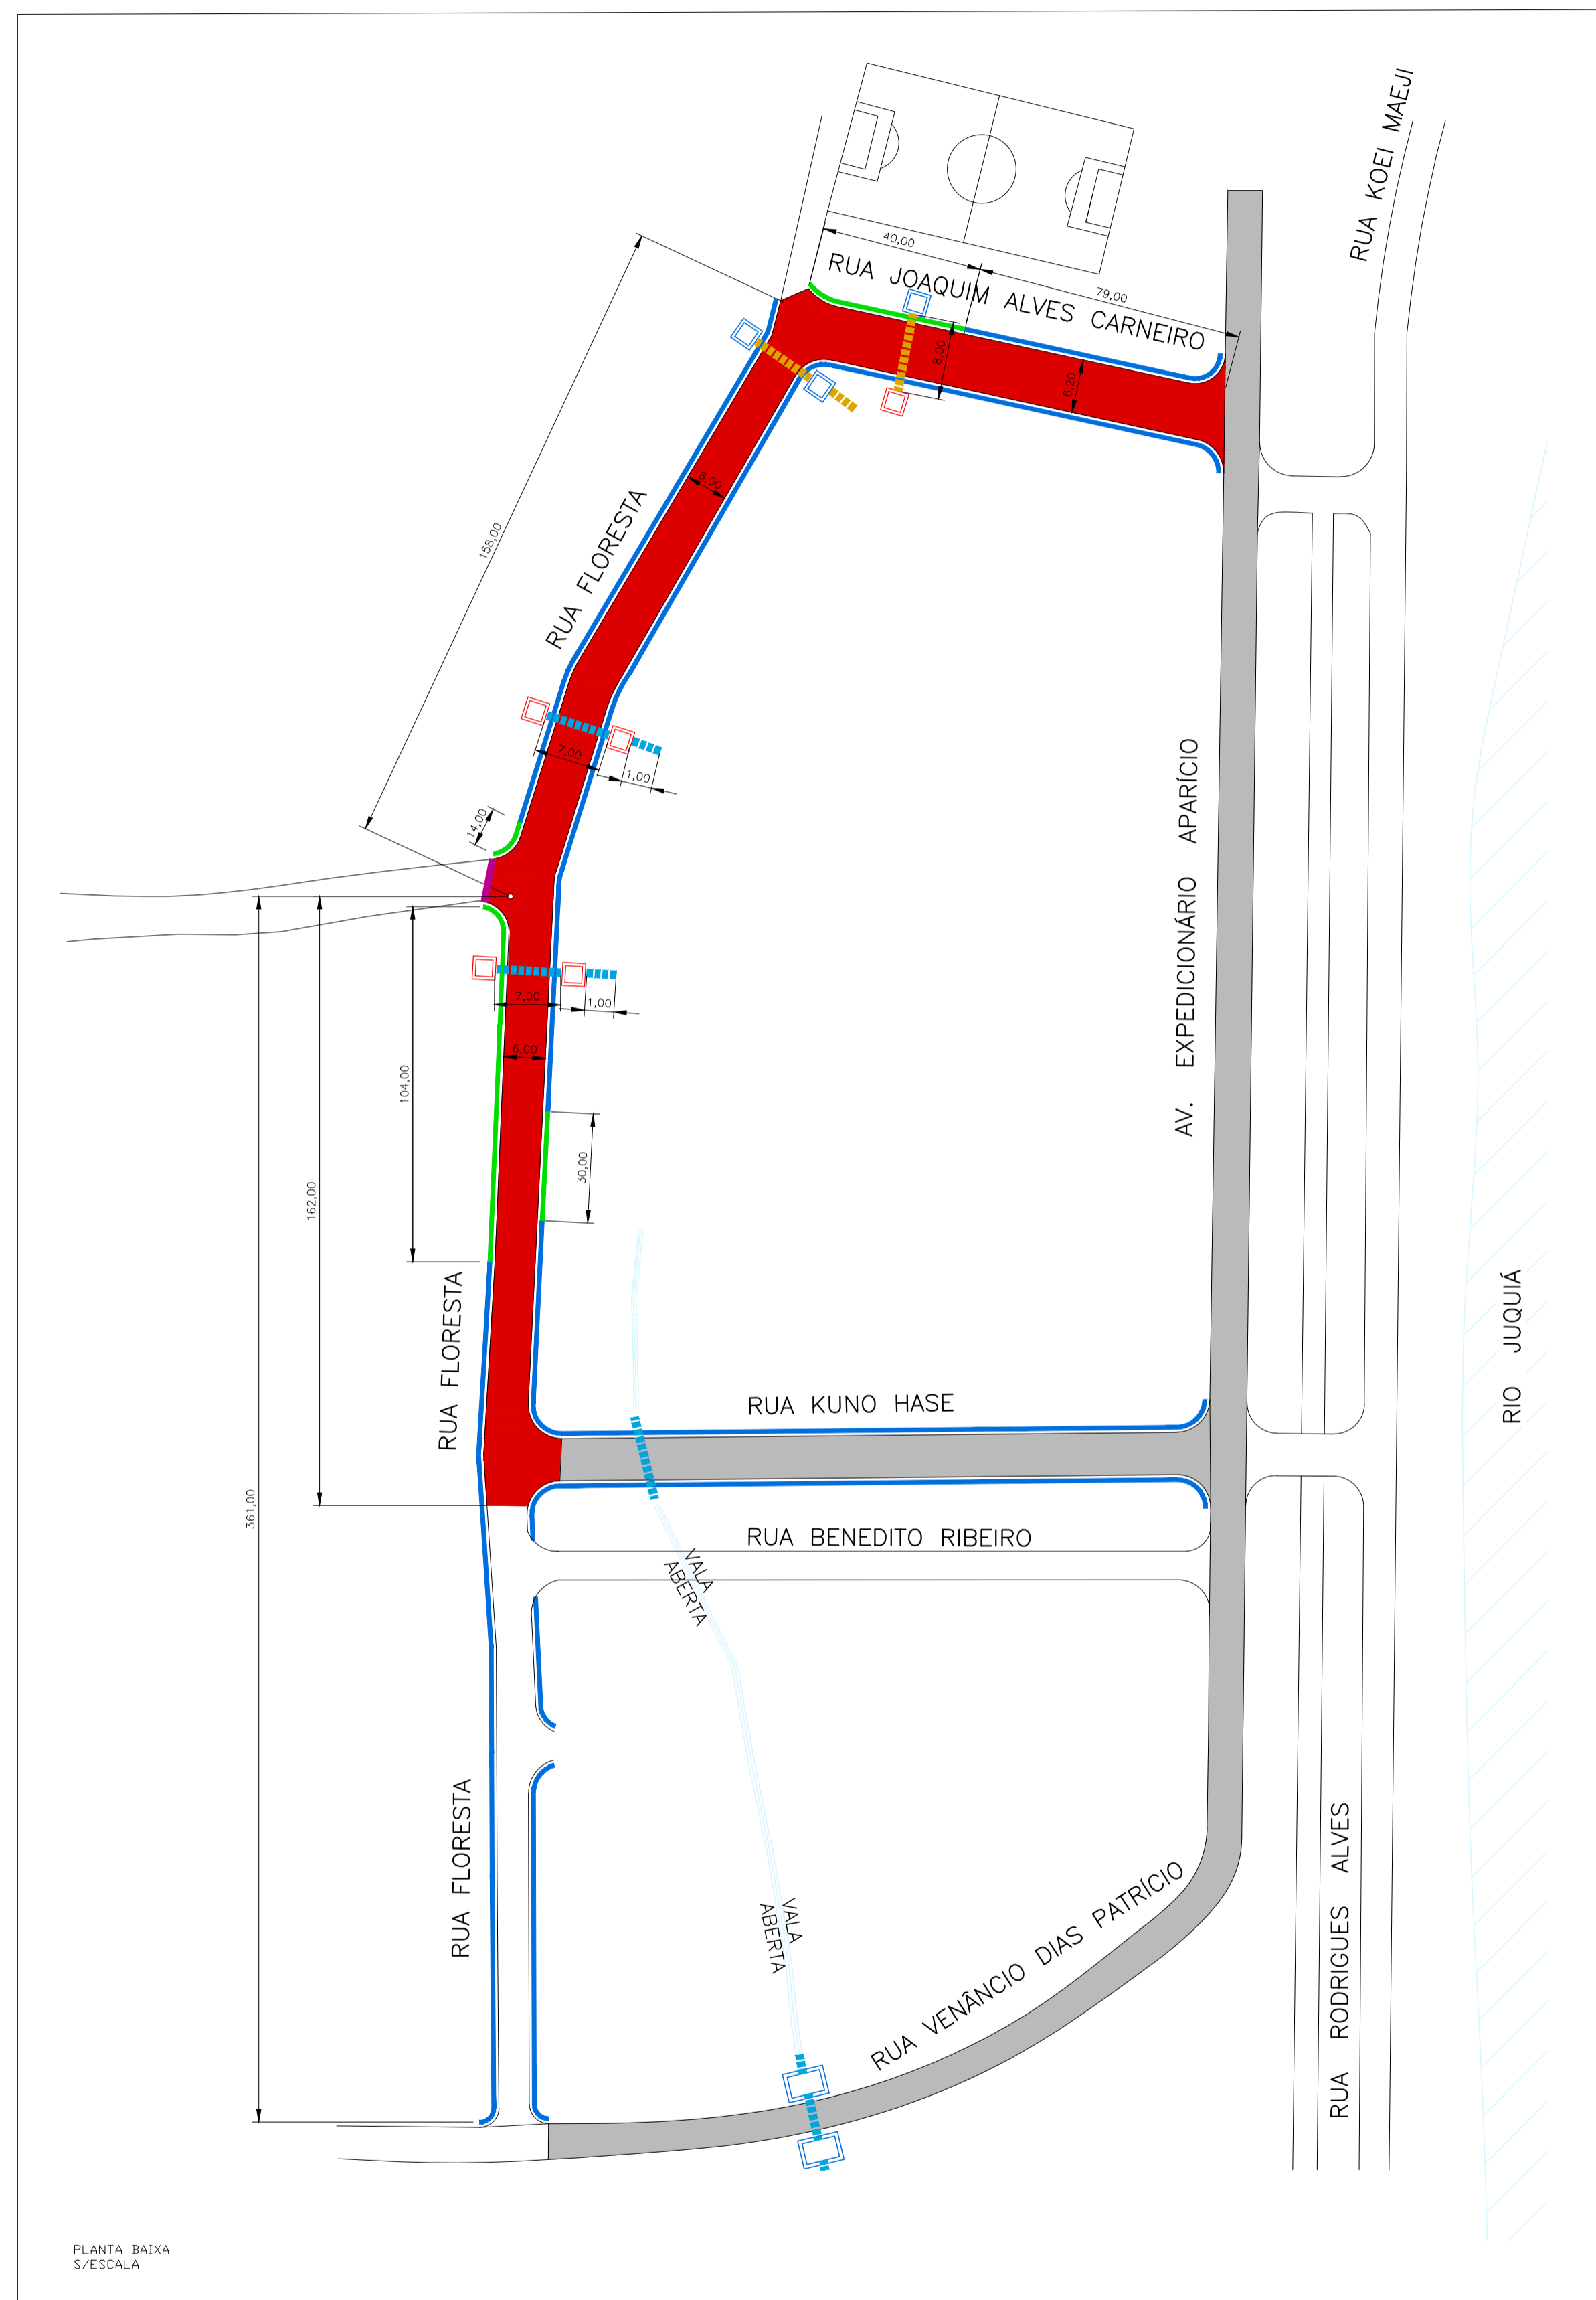 RUA KOEI MAEJI
40,00
RUA JOAQUIM ALVES CARNEIRO
79,00
8,00
6,20
6,00
158,00
RUA FLORESTA
7,00
1,00
14,00
AV. EXPEDICIONÁRIO APARÍCIO
7,00
1,00
6,00
104,00
30,00
162,00
361,00
RUA FLORESTA
RIO JUQUIÁ
RUA KUNO HASE
RUA BENEDITO RIBEIRO
VALA
ABERTA
RUA FLORESTA
VALA
ABERTA
RUA VENÂNCIO DIAS PATRÍCIO
RUA RODRIGUES ALVES
PLANTA BAIXA
S/ESCALA